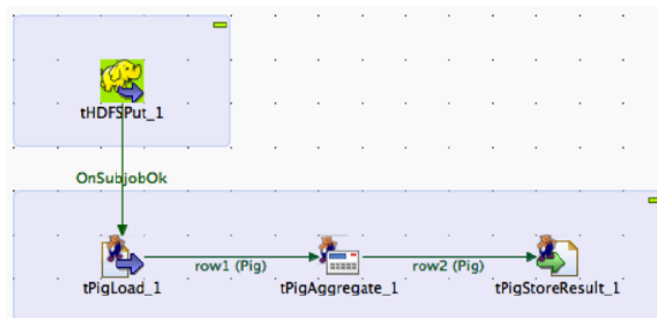 tHDFSPut_1
OnSubjobOk
row1 (Pig)
row2 (Pig)
tPigLoad_1
tPigAggregate_1
tPigStoreResult_1